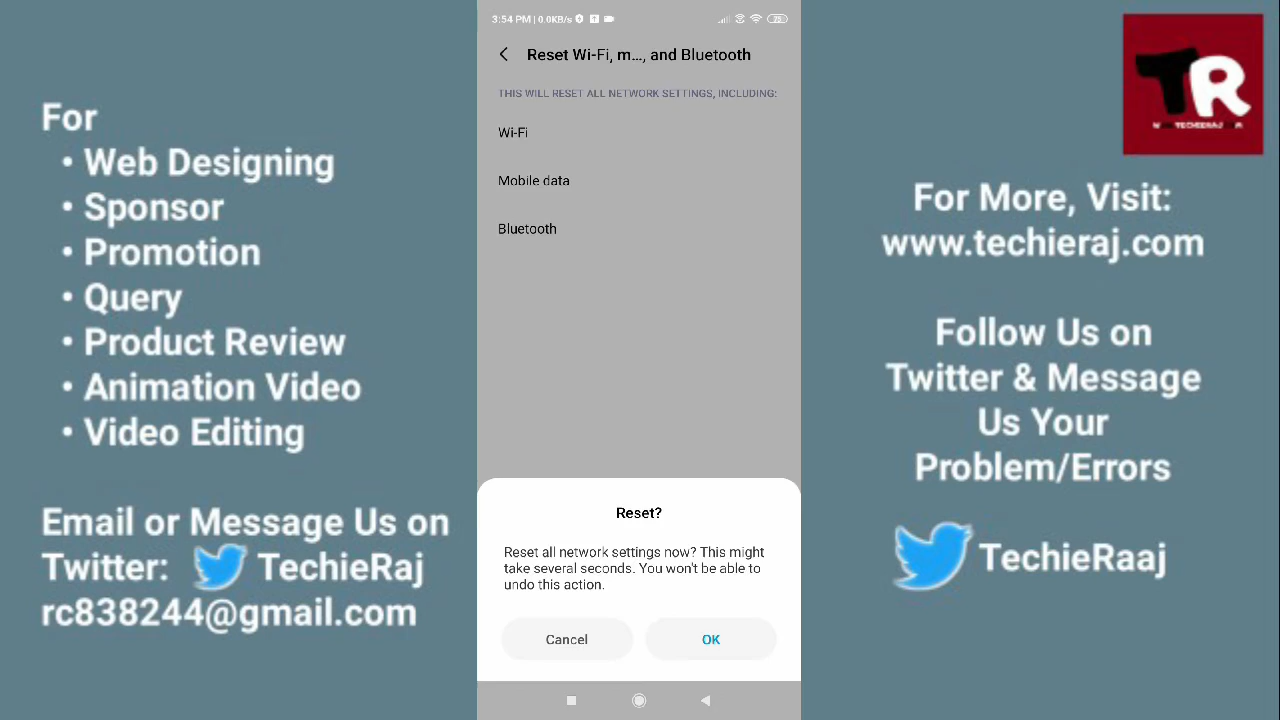 For
• Web Designing
• Sponsor
• Promotion
• Query
• Product Review
• Animation Video
• Video Editing
Email or Message Us on
Twitter: TechieRaj
rc838244@gmail.com
3:54 PM | 0.0KB/s
Reset Wi-Fi, m..., and Bluetooth
THIS WILL RESET ALL NETWORK SETTINGS, INCLUDING:
Wi-Fi
Mobile data
Bluetooth
Reset?
Reset all network settings now? This might
take several seconds. You won't be able to
undo this action.
Cancel
OK
TR
For More, Visit:
www.techieraj.com
Follow Us on
Twitter & Message
Us Your
Problem/Errors
TechieRaaj